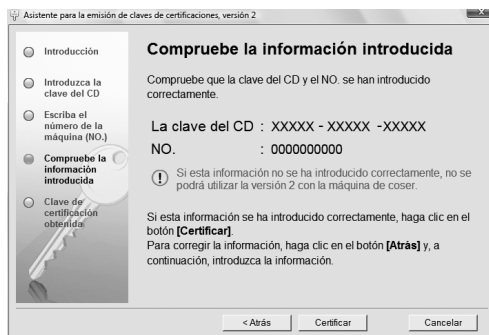 Asistente para la emisión de claves de certificaciones, versión 2
Introducción
Introduzca la
clave del CD
Escriba el
número de la
máquina (NO.)
Compruebe la
información
introducida
Clave de
certificación
obtenida
Compruebe la información introducida
Compruebe que la clave del CD y el NO. se han introducido
correctamente.
La clave del CD : XXXXX - XXXXX -XXXXX
NO. : 0000000000
Si esta información no se ha introducido correctamente, no se
podrá utilizar la versión 2 con la máquina de coser.
Si esta información se ha introducido correctamente, haga clic en el
botón [Certificar].
Para corregir la información, haga clic en el botón [Atrás] y, a
continuación, introduzca la información.
< Atrás Certificar Cancelar